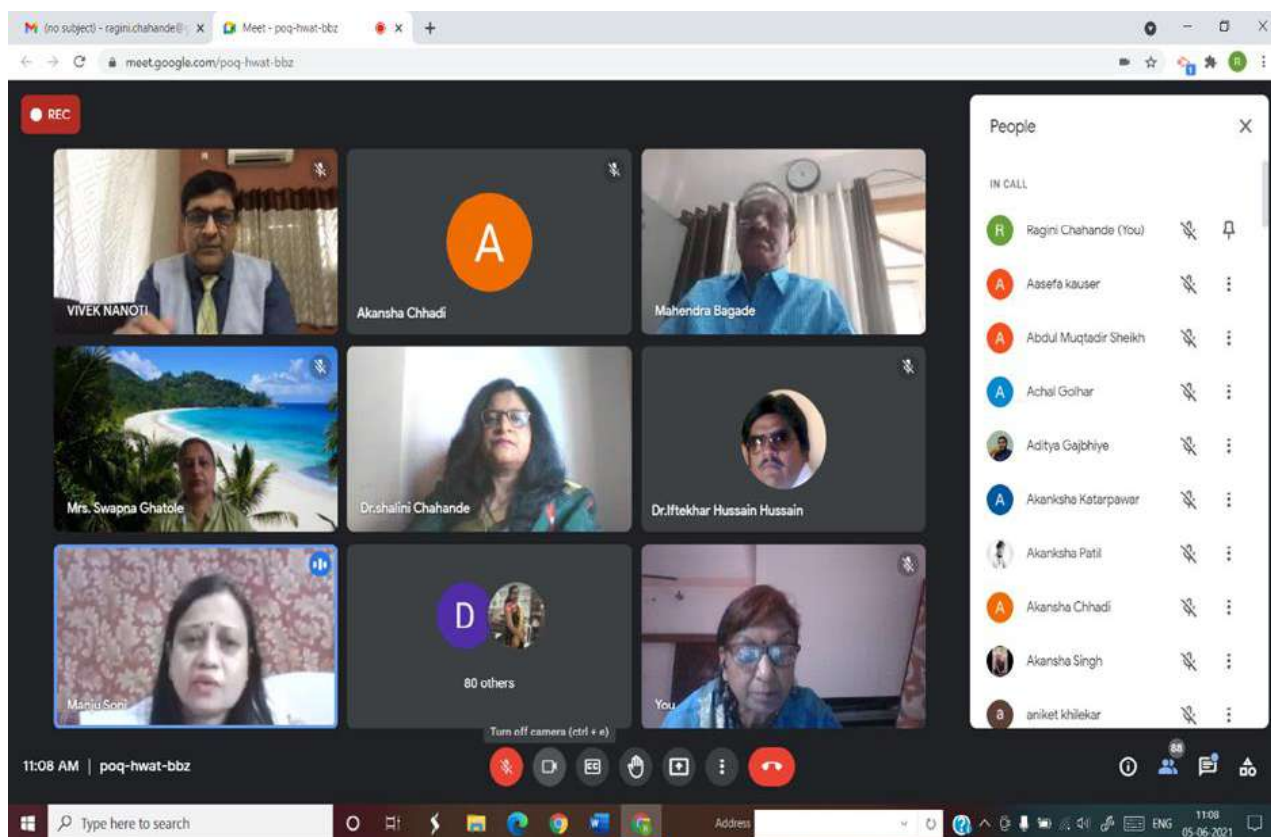 (no subject) - ragini.chahande@
Meet - poq-hwat-bbz
meet.google.com/poq-hwat-bbz
R
REC
People
IN CALL
VIVEK NANOTI
A
Akansha Chhadi
Mahendra Bagade
Mrs. Swapna Ghatole
Dr.shalini Chahande
Dr.Iftekhar Hussain Hussain
Manju Soni
D
80 others
You
R Ragini Chahande (You)
A Aasefa kauser
A Abdul Muqtadir Sheikh
A Achal Golhar
Aditya Gajbhiye
A Akanksha Katarpawar
Akanksha Patil
A Akansha Chhadi
Akansha Singh
a aniket khilekar
Turn off camera (ctrl + e)
11:08 AM | poq-hwat-bbz
CC
88
Type here to search
Address
ENG
11:08
05-06-2021